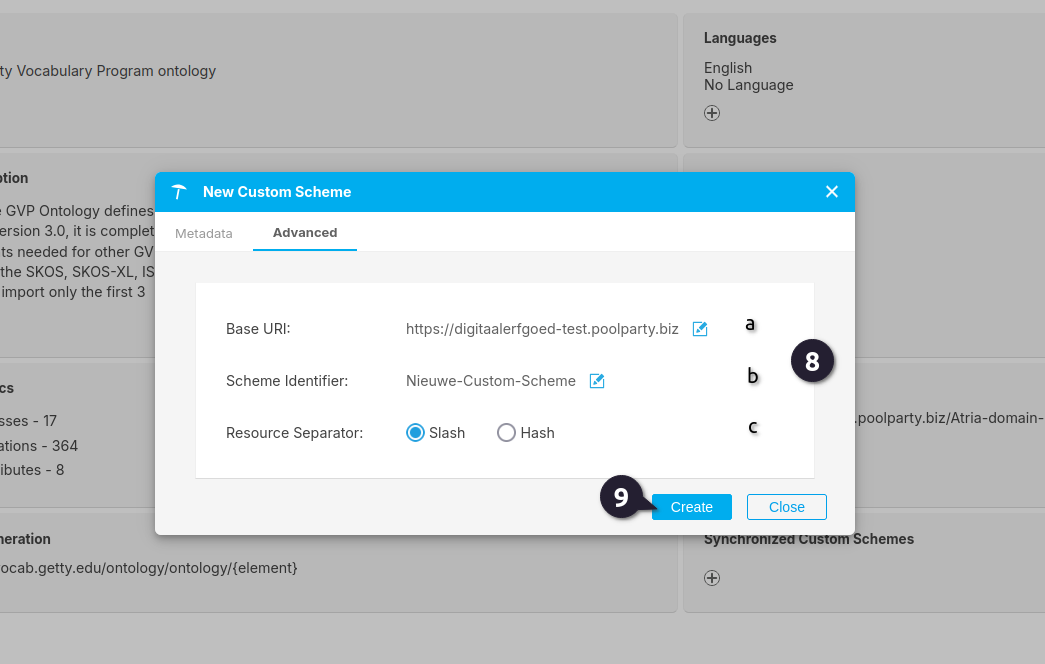 Languages
ty Vocabulary Program ontology
English
No Language
ption
e GVP Ontology defines
ersion 3.0, it is complet
ts needed for other GV
the SKOS, SKOS-XL, IS
import only the first 3
New Custom Scheme
Metadata
Advanced
Base URI:
https://digitaalerfgoed-test.poolparty.biz
a
8
Scheme Identifier:
Nieuwe-Custom-Scheme
b
Resource Separator:
Slash
Hash
c
cs
sses - 17
ations - 364
ibutes - 8
.poolparty.biz/Atria-domain-
9
Create
Close
neration
ocab.getty.edu/ontology/ontology/{element}
Synchronized Custom Schemes